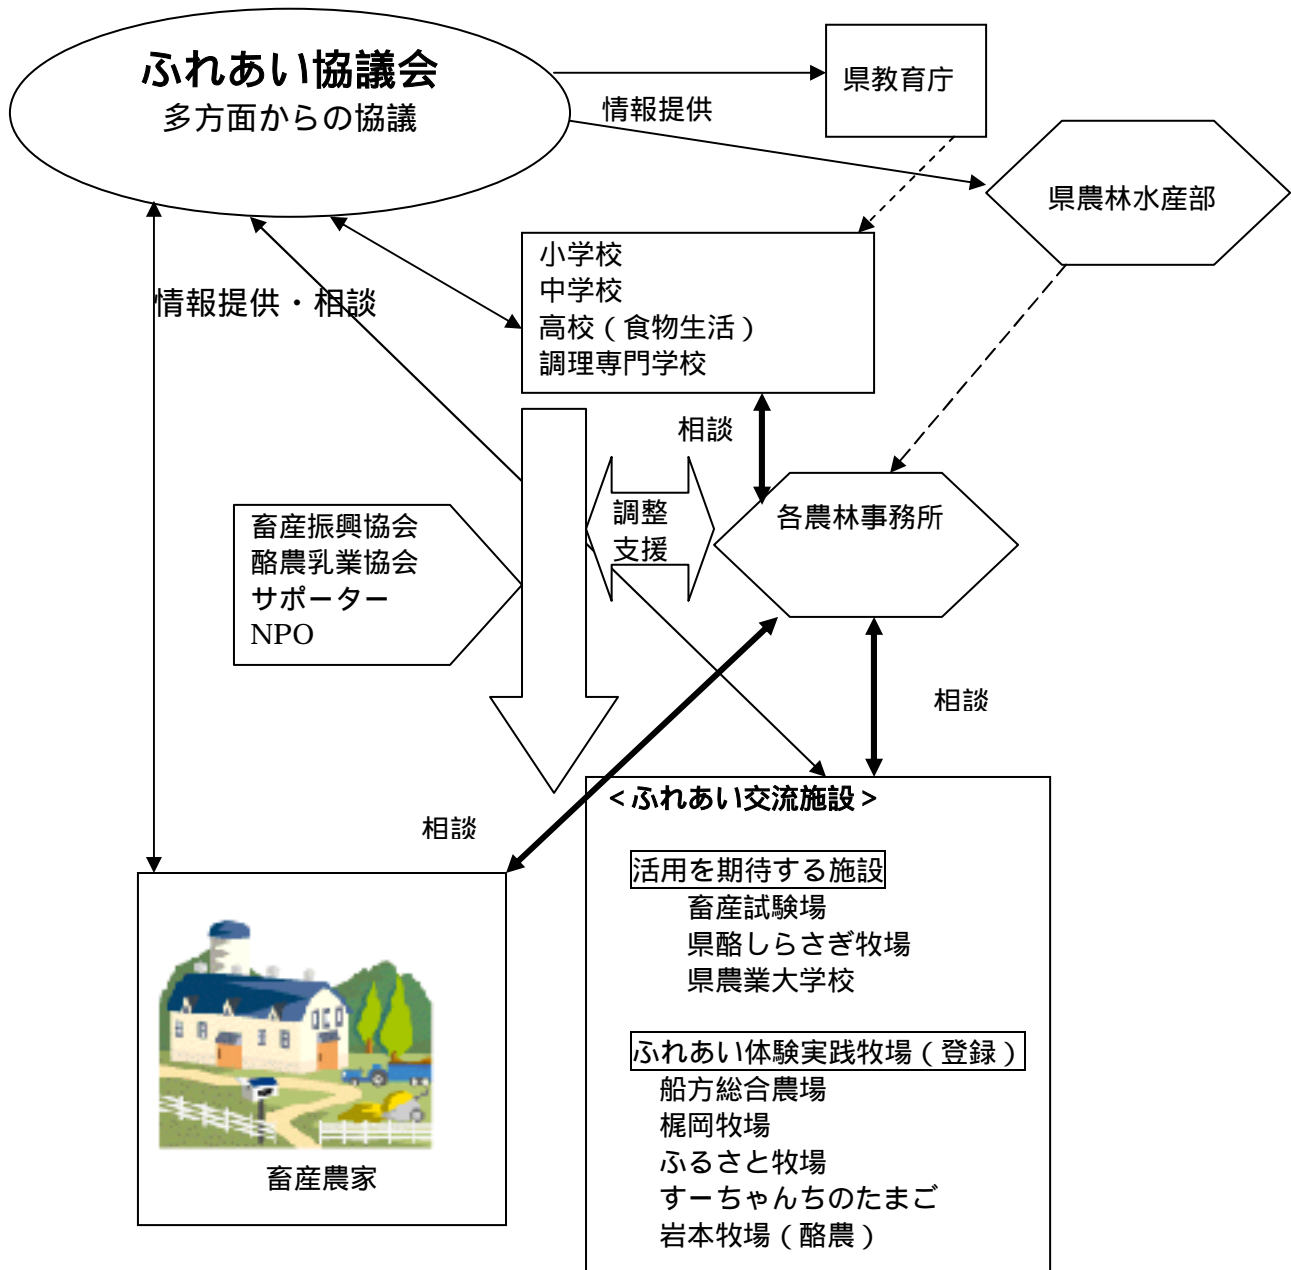 ふれあい協議会
多方面からの協議
県教育庁
情報提供
県農林水産部
小学校
中学校
高校（食物生活）
調理専門学校
情報提供・相談
相談
調整
支援
各農林事務所
畜産振興協会
酪農乳業協会
サポーター
NPO
相談
相談
＜ふれあい交流施設＞
活用を期待する施設
畜産試験場
県酪しらさぎ牧場
県農業大学校
ふれあい体験実践牧場（登録）
船方総合農場
梶岡牧場
ふるさと牧場
すーちゃんちのたまご
岩本牧場（酪農）
畜産農家